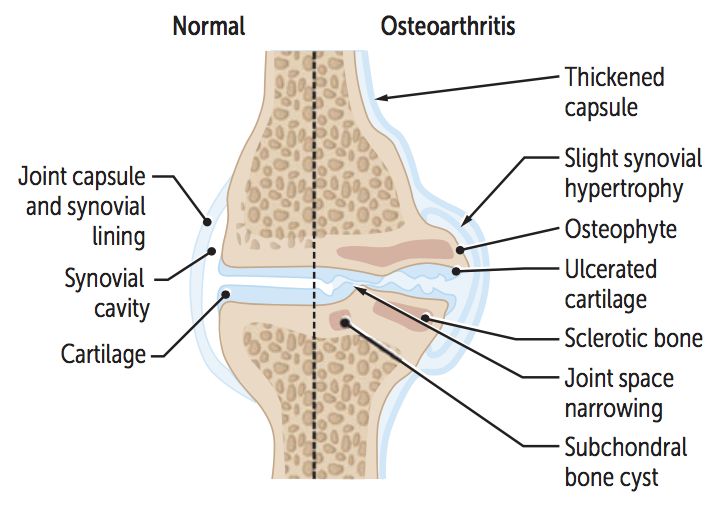 Normal
Osteoarthritis
Joint capsule
and synovial
lining
Synovial
cavity
Cartilage
Thickened
capsule
Slight synovial
hypertrophy
Osteophyte
Ulcerated
cartilage
Sclerotic bone
Joint space
narrowing
Subchondral
bone cyst